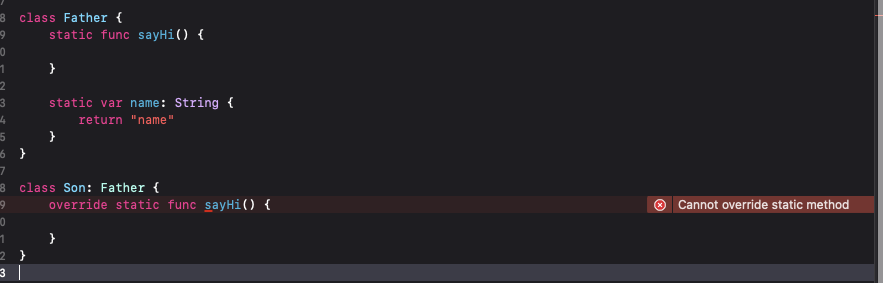 8 class Father {
9     static func sayHi() {
0
1     }
2
3     static var name: String {
4         return "name"
5     }
6 }
7
8 class Son: Father {
9     override static func sayHi() { Cannot override static method
0
1     }
2 }
3